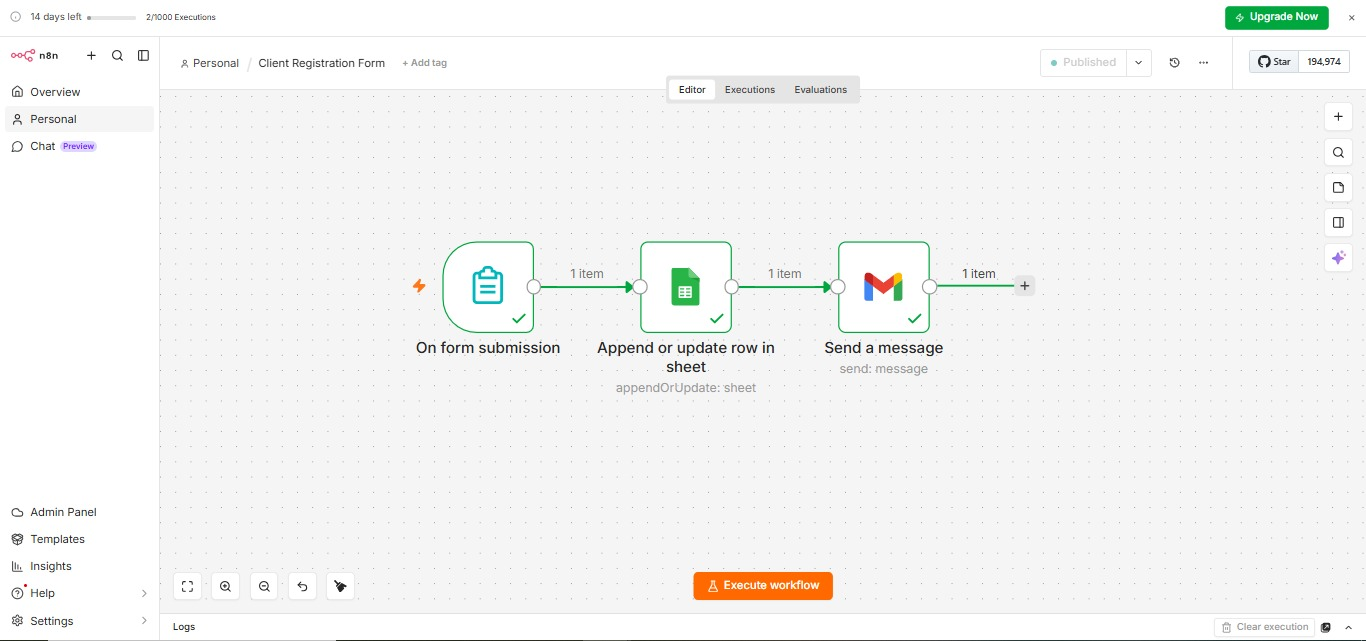 14 days left
2/1000 Executions
Upgrade Now
n8n
Personal / Client Registration Form + Add tag
Published
Star 194,974
Editor Executions Evaluations
Overview
Personal
Chat Preview
1 item
1 item
1 item
On form submission
Append or update row in
sheet
appendOrUpdate: sheet
Send a message
send: message
Admin Panel
Templates
Insights
Help
Settings
Execute workflow
Logs
Clear execution